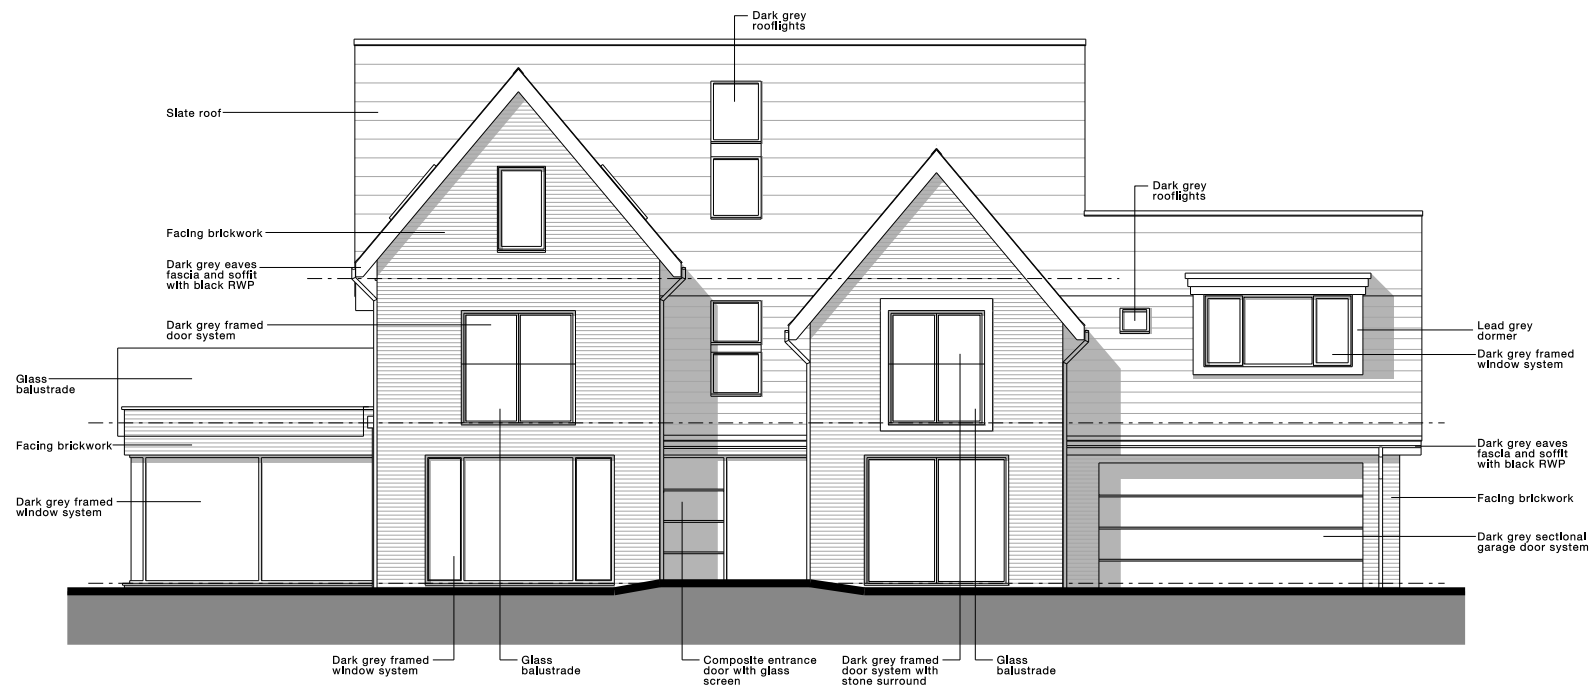 Dark grey
rooflights
Slate roof
Dark grey
rooflights
Facing brickwork
Dark grey eaves
fascia and soffit
with black RWP
Dark grey framed
door system
Lead grey
dormer
Dark grey framed
window system
Glass
balustrade
Facing brickwork
Dark grey eaves
fascia and soffit
with black RWP
Dark grey framed
window system
Facing brickwork
Dark grey sectional
garage door system
Dark grey framed
window system
Glass
balustrade
Composite entrance
door with glass
screen
Dark grey framed
door system with
stone surround
Glass
balustrade